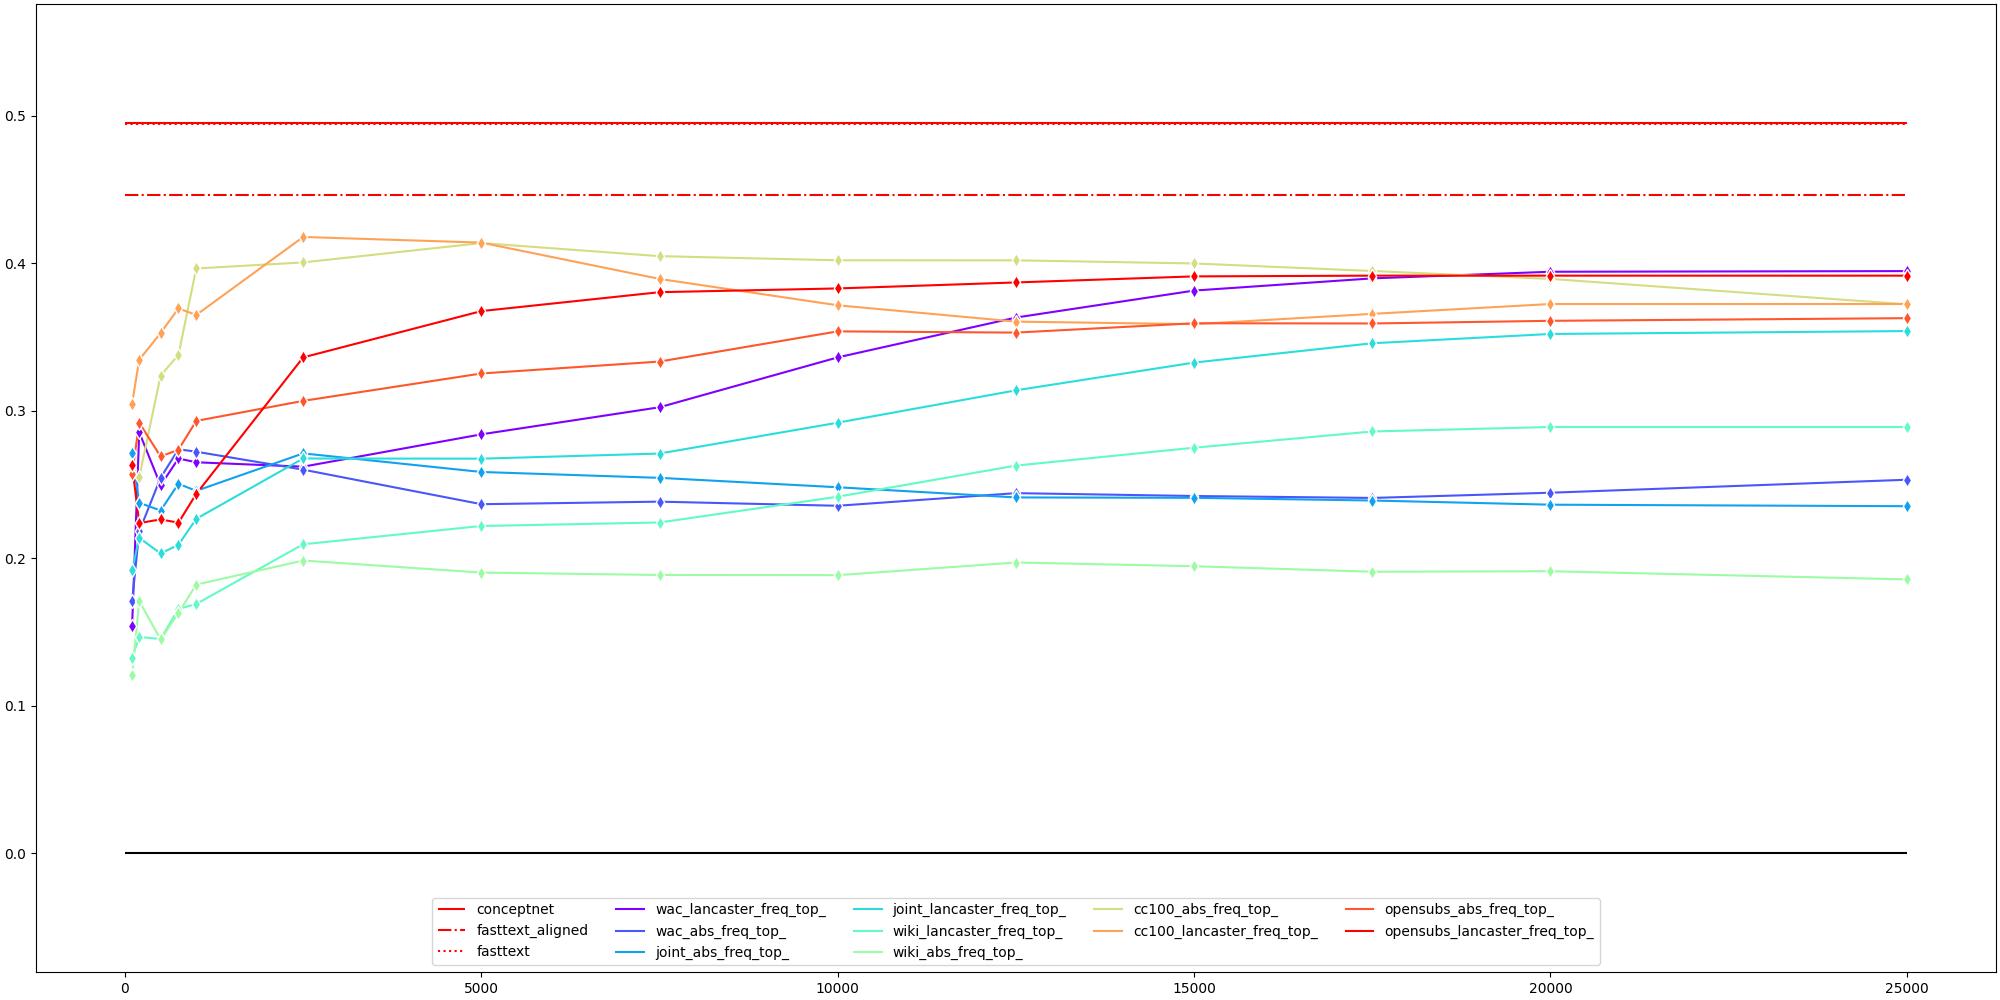 0.5
0.4
0.3
0.2
0.1
0.0
conceptnet
fasttext_aligned
fasttext
wac_lancaster_freq_top_
wac_abs_freq_top_
joint_abs_freq_top_
joint_lancaster_freq_top_
wiki_lancaster_freq_top_
wiki_abs_freq_top_
cc100_abs_freq_top_
cc100_lancaster_freq_top_
opensubs_abs_freq_top_
opensubs_lancaster_freq_top_
0 5000 10000 15000 20000 25000